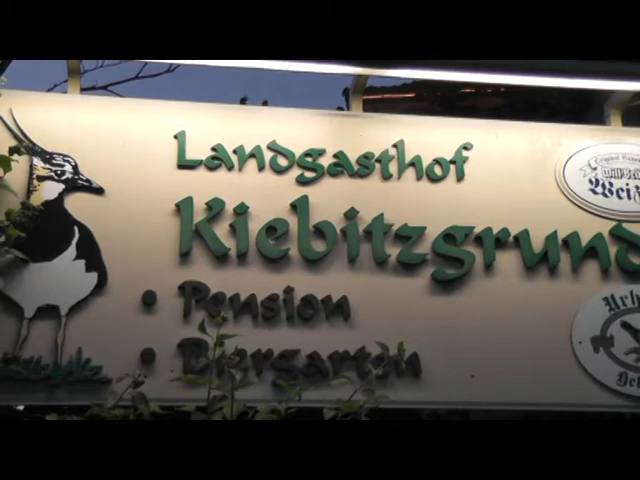 Landgasthof
Kiebitzgrund
• Pension
• Biergarten